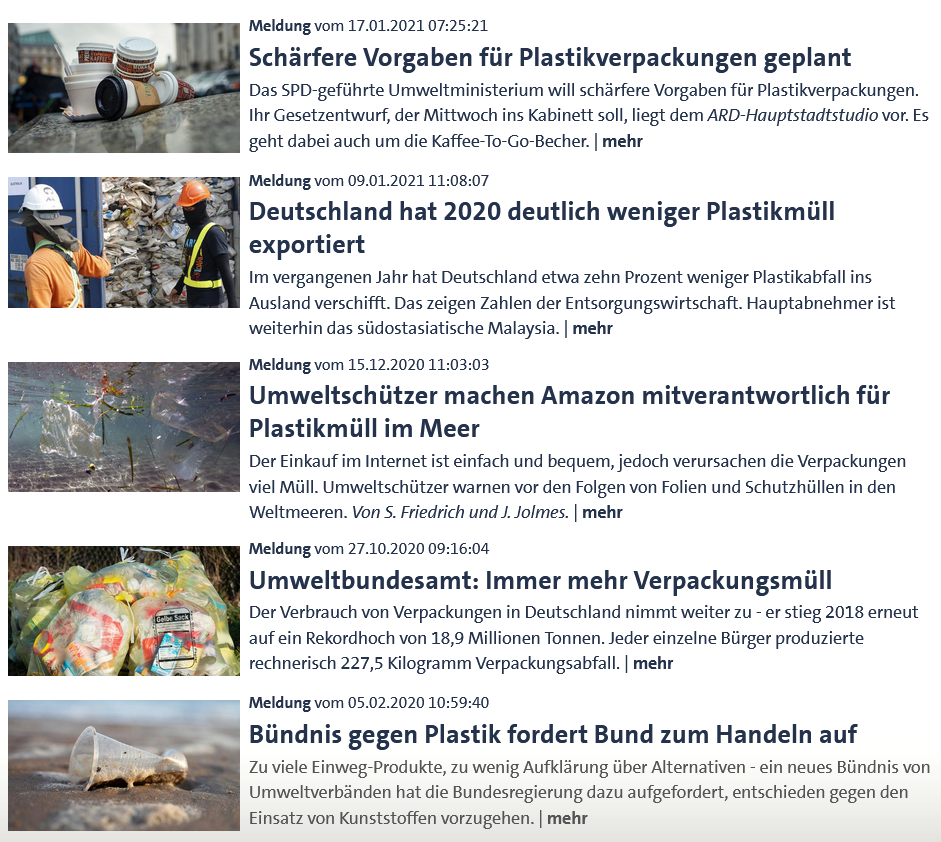 Meldung vom 17.01.2021 07:25:21
Schärfere Vorgaben für Plastikverpackungen geplant
Das SPD-geführte Umweltministerium will schärfere Vorgaben für Plastikverpackungen.
Ihr Gesetzentwurf, der Mittwoch ins Kabinett soll, liegt dem ARD-Hauptstadtstudio vor. Es
geht dabei auch um die Kaffee-To-Go-Becher. | mehr
Meldung vom 09.01.2021 11:08:07
Deutschland hat 2020 deutlich weniger Plastikmüll
exportiert
Im vergangenen Jahr hat Deutschland etwa zehn Prozent weniger Plastikabfall ins
Ausland verschifft. Das zeigen Zahlen der Entsorgungswirtschaft. Hauptabnehmer ist
weiterhin das südostasiatische Malaysia. | mehr
Meldung vom 15.12.2020 11:03:03
Umweltschützer machen Amazon mitverantwortlich für
Plastikmüll im Meer
Der Einkauf im Internet ist einfach und bequem, jedoch verursachen die Verpackungen
viel Müll. Umweltschützer warnen vor den Folgen von Folien und Schutzhüllen in den
Weltmeeren. Von S. Friedrich und J. Jolmes. | mehr
Gelbe Sack
Meldung vom 27.10.2020 09:16:04
Umweltbundesamt: Immer mehr Verpackungsmüll
Der Verbrauch von Verpackungen in Deutschland nimmt weiter zu - er stieg 2018 erneut
auf ein Rekordhoch von 18,9 Millionen Tonnen. Jeder einzelne Bürger produzierte
rechnerisch 227,5 Kilogramm Verpackungsabfall. | mehr
Meldung vom 05.02.2020 10:59:40
Bündnis gegen Plastik fordert Bund zum Handeln auf
Zu viele Einweg-Produkte, zu wenig Aufklärung über Alternativen - ein neues Bündnis von
Umweltverbänden hat die Bundesregierung dazu aufgefordert, entschieden gegen den
Einsatz von Kunststoffen vorzugehen. | mehr